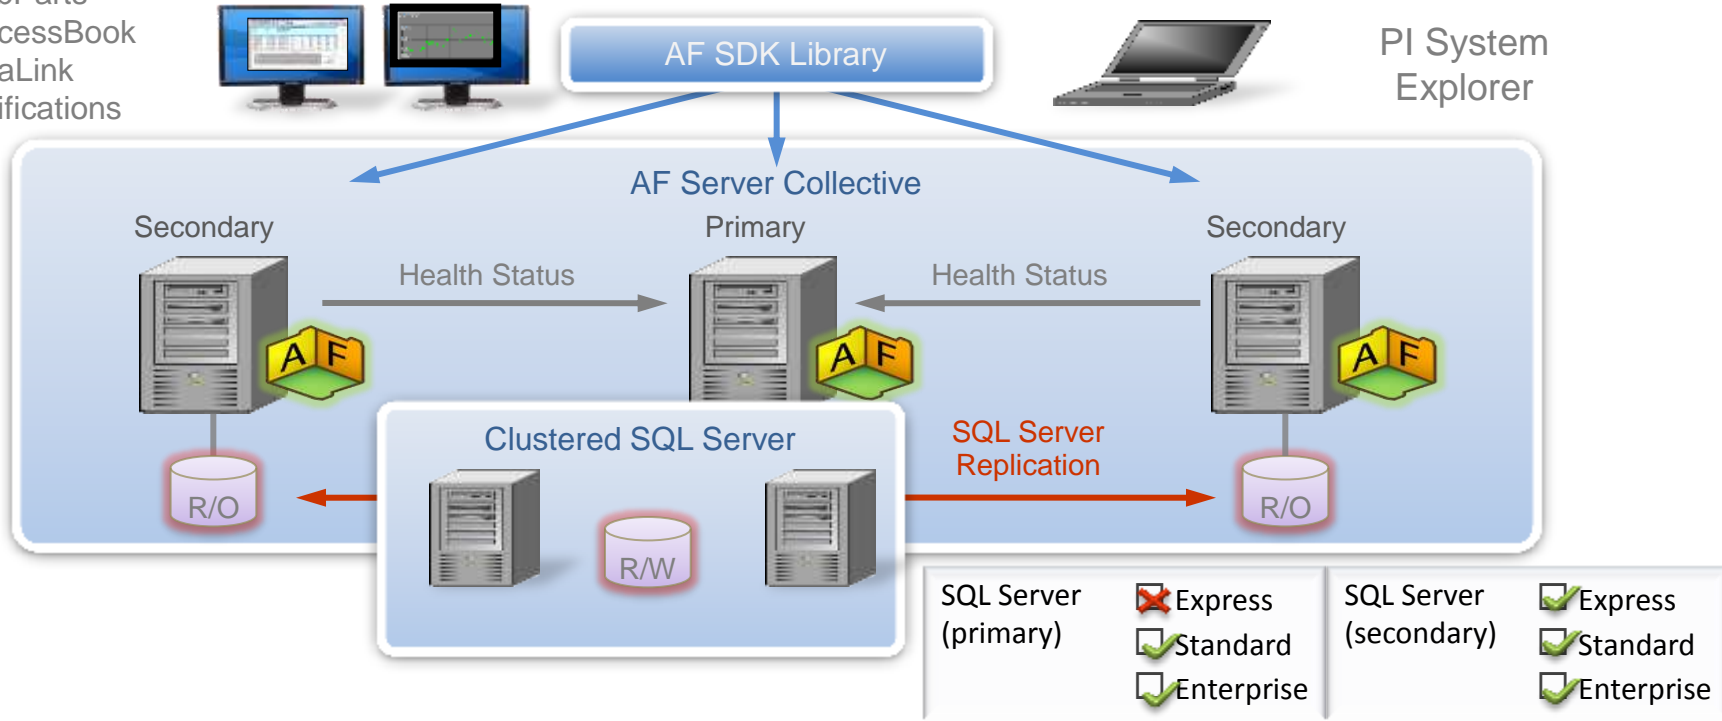 cessBook
aLink
ifications
AF SDK Library
PI System
Explorer
AF Server Collective
Secondary
Primary
Secondary
Health Status
Health Status
A F
A F
A F
Clustered SQL Server
SQL Server
Replication
R/O
R/W
R/O
SQL Server
(primary)
Express
Standard
Enterprise
SQL Server
(secondary)
Express
Standard
Enterprise